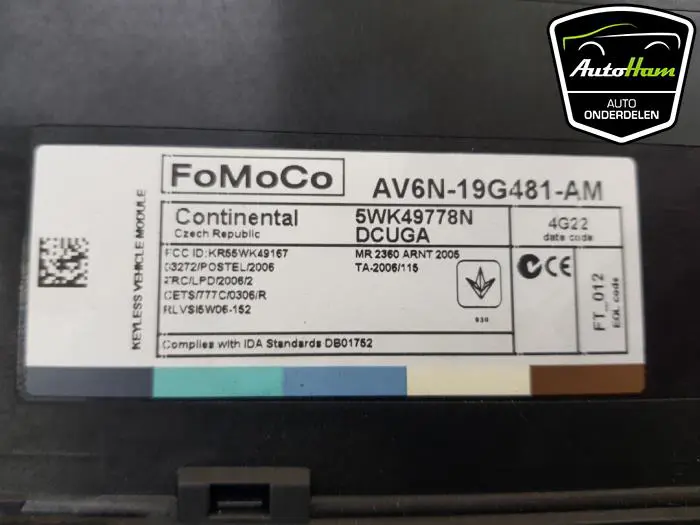 AutoHam
AUTO
ONDERDELEN
KEYLESS VEHICLE MODULE
FoMoCo
AV6N-19G481-AM
Continental
Czech Republic
5WK49778N
DCUGA
4G22
date code
FCC ID:KR55WK49167
03272/POSTEL/2006
TRC/LPD/2006/2
CETS/777C/0306/R
RLVSI5W06-152
MR 2360 ARNT 2005
TA-2006/115
930
CE
FT_012
EOL code
Complies with IDA Standards DB01752